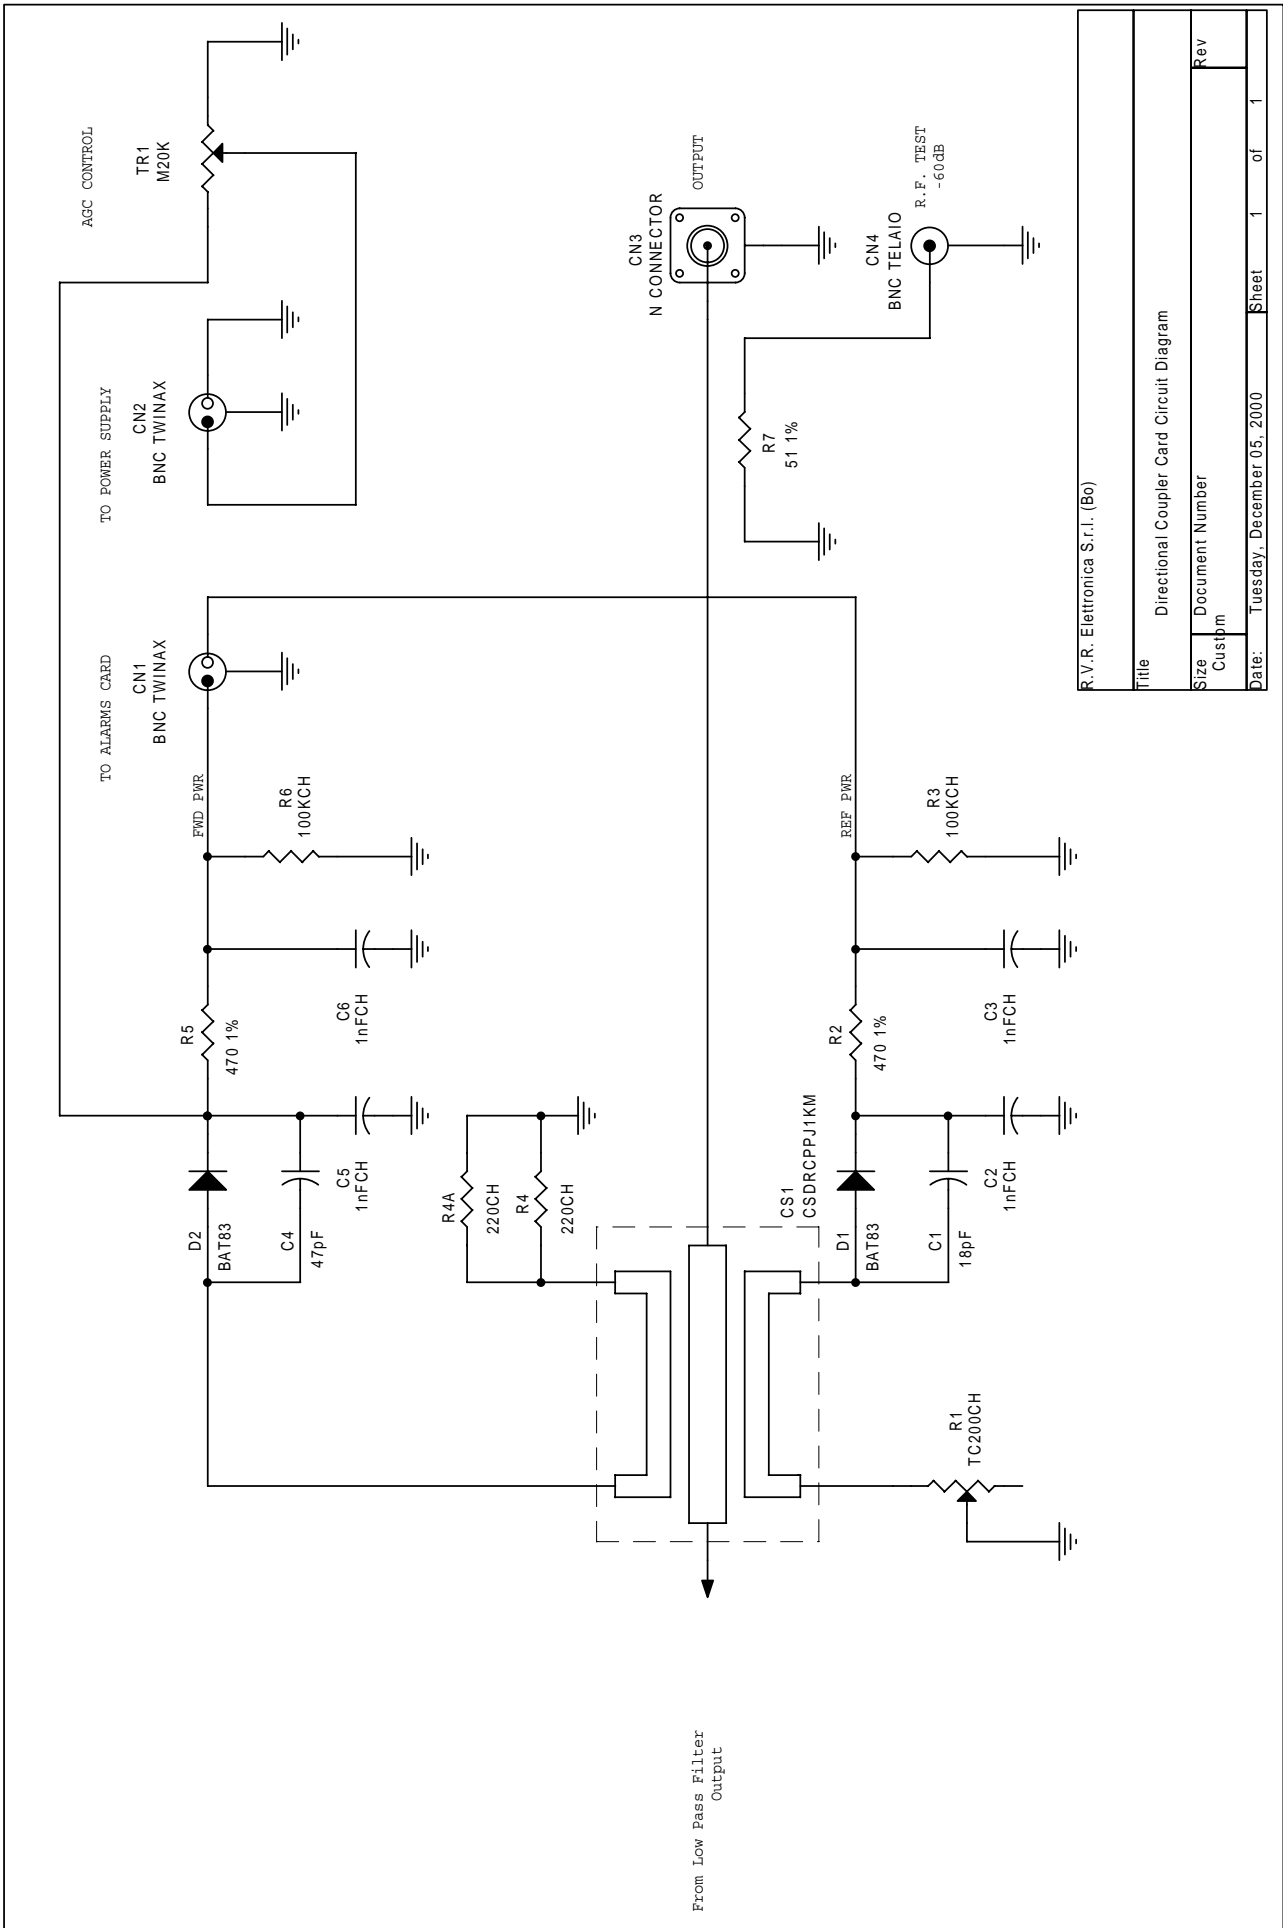 AGC CONTROL
TR1
M20K
TO POWER SUPPLY
CN2
BNC TWINAX
TO ALARMS CARD
CN1
BNC TWINAX
FWD PWR
R6
100KCH
R5
470 1%
C6
1nFCH
D2
BAT83
C4
47pF
C5
1nFCH
R4A
220CH
R4
220CH
CN3
N CONNECTOR
OUTPUT
CN4
BNC TELAIO
R.F. TEST
-60dB
R7
51 1%
From Low Pass Filter
Output
CS1
CSDRCPPJ1KM
REF PWR
R3
100KCH
R2
470 1%
C3
1nFCH
D1
BAT83
C1
18pF
C2
1nFCH
R1
TC200CH
R.V.R. Elettronica S.r.l. (Bo)
Title
Directional Coupler Card Circuit Diagram
Size Document Number Rev
Custom
Date: Tuesday, December 05, 2000 Sheet 1 of 1